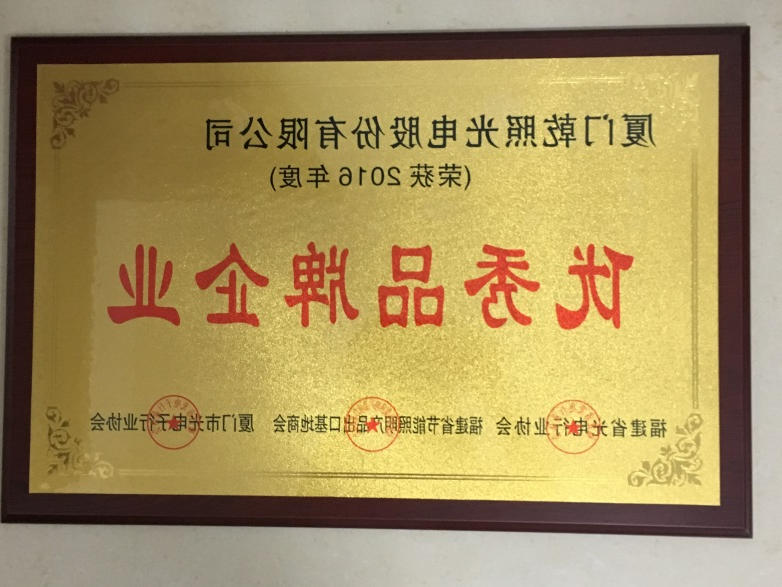 厦门乾照光电股份有限公司
(荣获2016年度)
优秀品牌企业
福建省光电行业协会 福建省节能照明产品出口基地商会 厦门市光电子行业协会